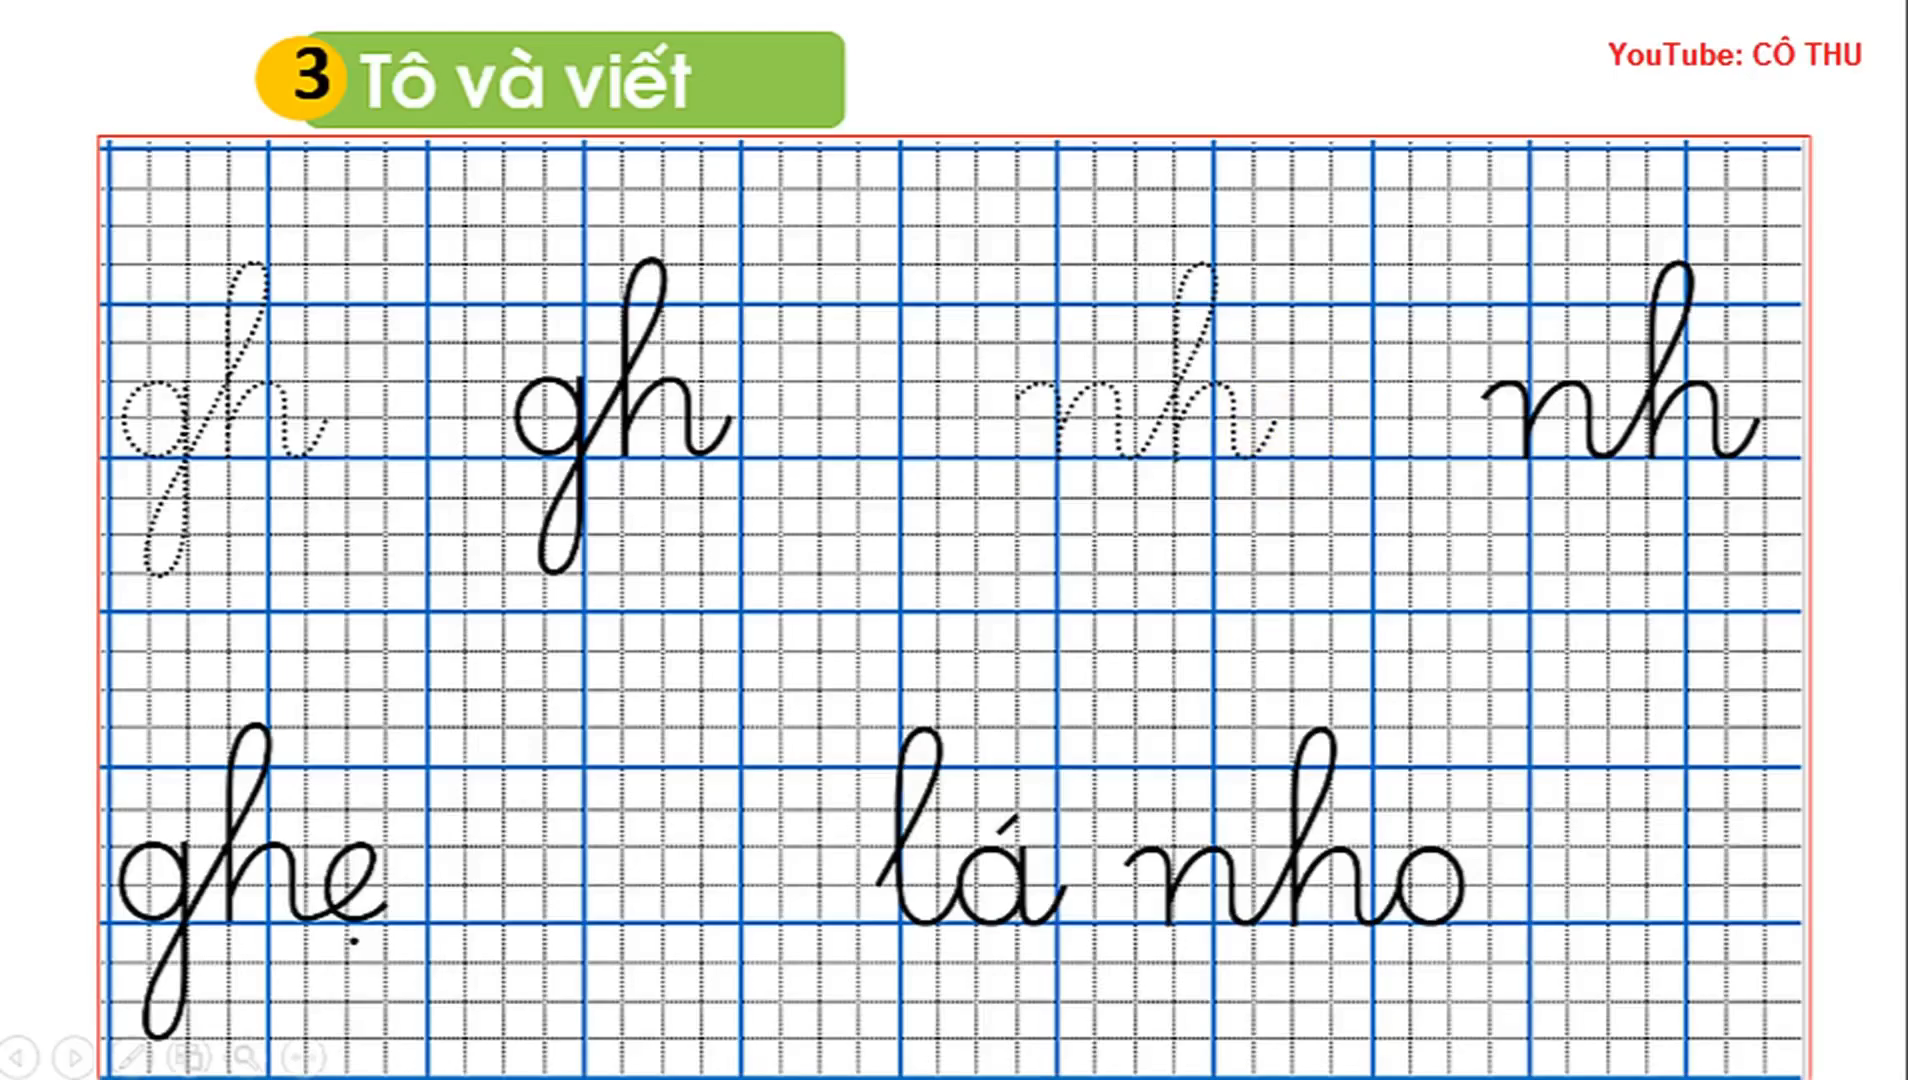 3 Tô và viết
YouTube: CÔ THU
gh gh nh nh
ghẹ lá nho